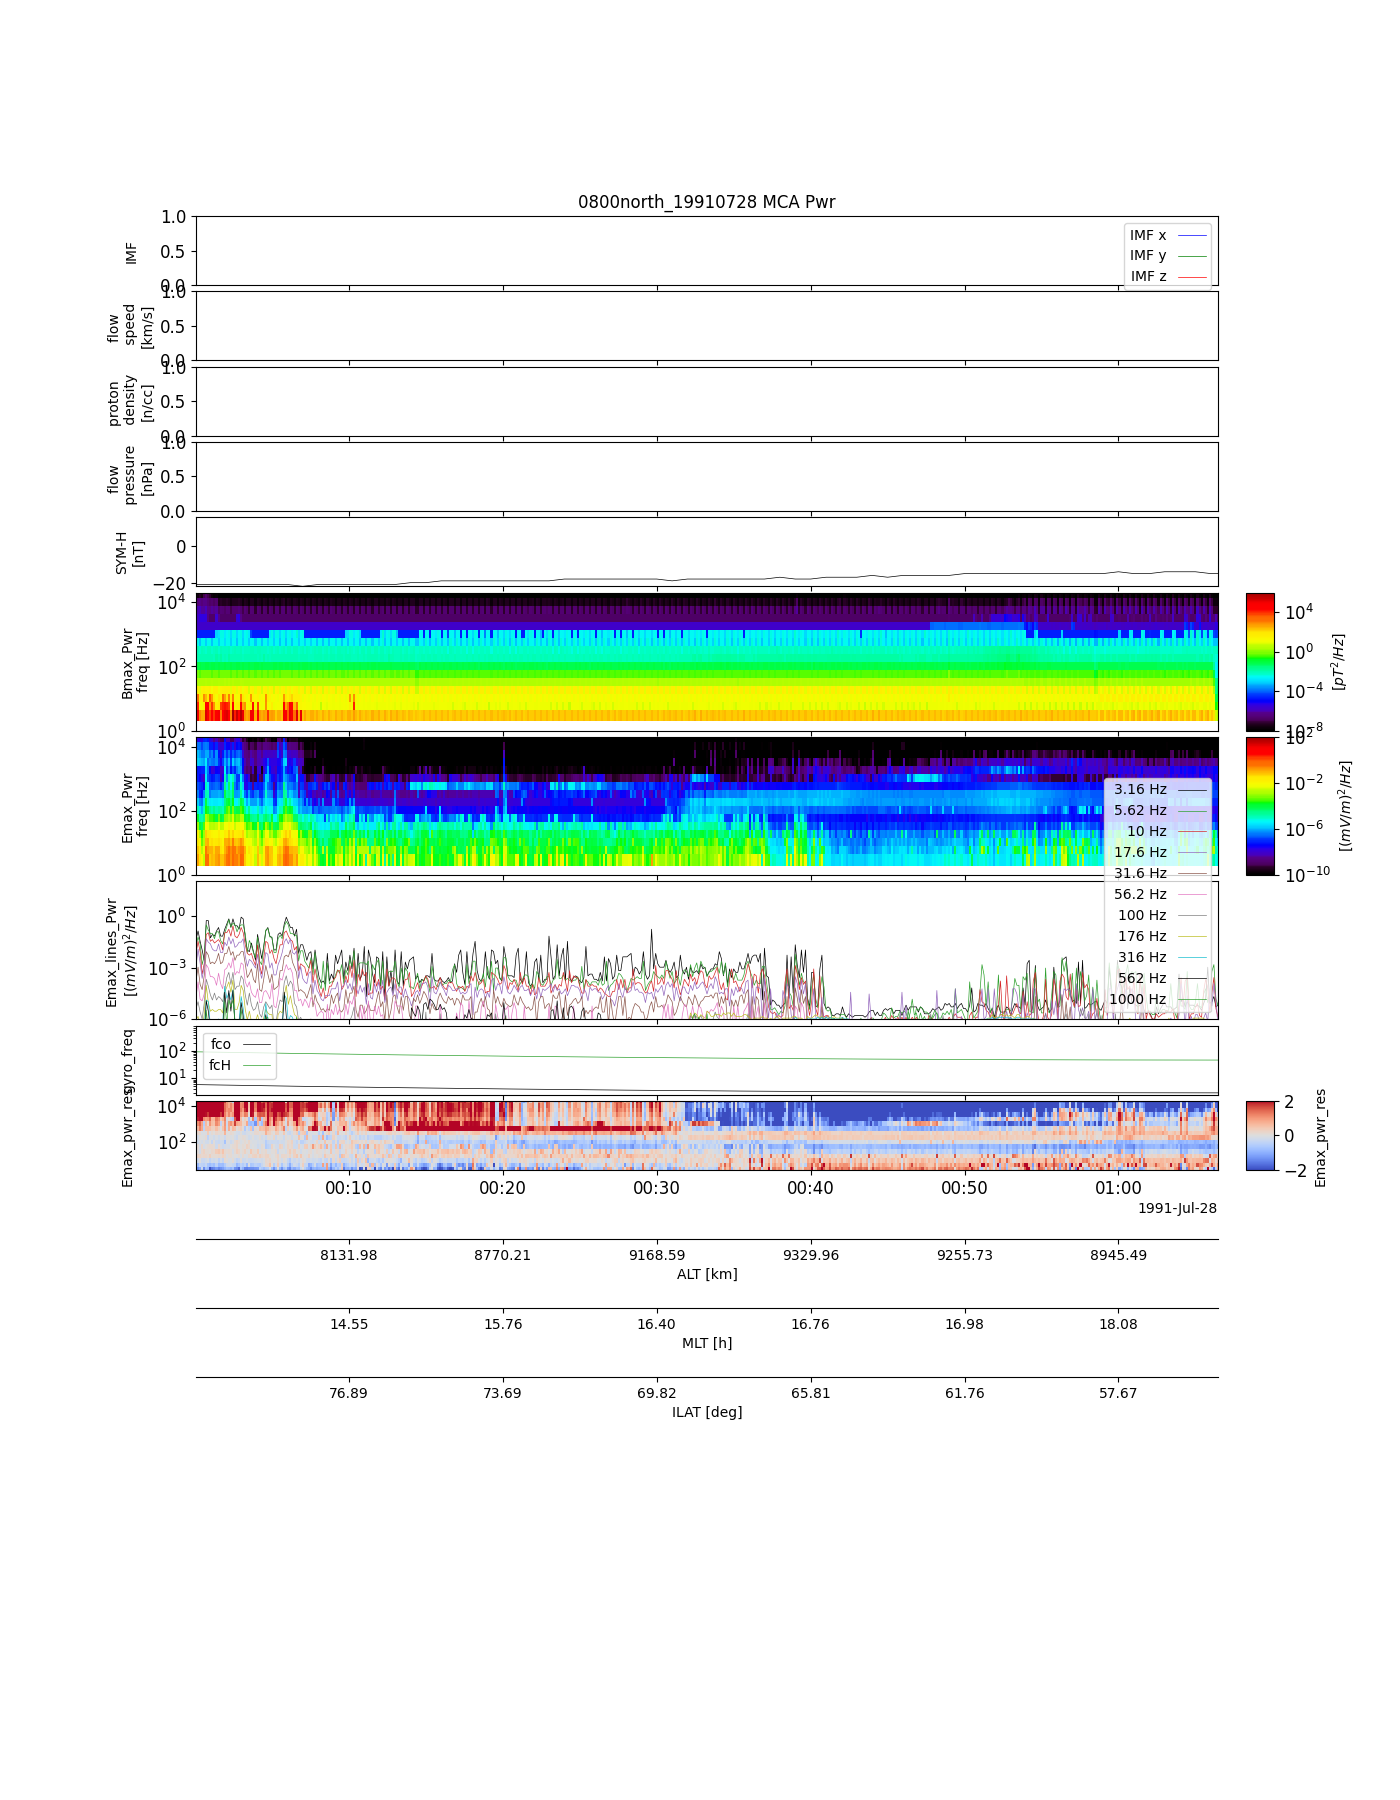 0800north_19910728 MCA Pwr
IMF
1.0
0.5
0.0
IMF x
IMF y
IMF z
flow
speed
[km/s]
1.0
0.5
0.0
proton
density
[n/cc]
1.0
0.5
0.0
flow
pressure
[nPa]
1.0
0.5
0.0
SYM-H
[nT]
0
−20
Bmax_Pwr
freq [Hz]
10^4
10^2
10^0
10^4
10^0
10^-4
10^-8
[pT^2/Hz]
Emax_Pwr
freq [Hz]
10^4
10^2
10^0
10^2
10^-2
10^-6
10^-10
[(mV/m)^2/Hz]
3.16 Hz
5.62 Hz
10 Hz
17.6 Hz
31.6 Hz
56.2 Hz
100 Hz
176 Hz
316 Hz
562 Hz
1000 Hz
Emax_lines_Pwr
[(mV/m)^2/Hz]
10^0
10^-3
10^-6
gyro_freq
10^2
10^1
fco
fcH
Emax_pwr_res
10^4
10^2
2
0
−2
Emax_pwr_res
00:10 00:20 00:30 00:40 00:50 01:00
1991-Jul-28
8131.98 8770.21 9168.59 9329.96 9255.73 8945.49
ALT [km]
14.55 15.76 16.40 16.76 16.98 18.08
MLT [h]
76.89 73.69 69.82 65.81 61.76 57.67
ILAT [deg]